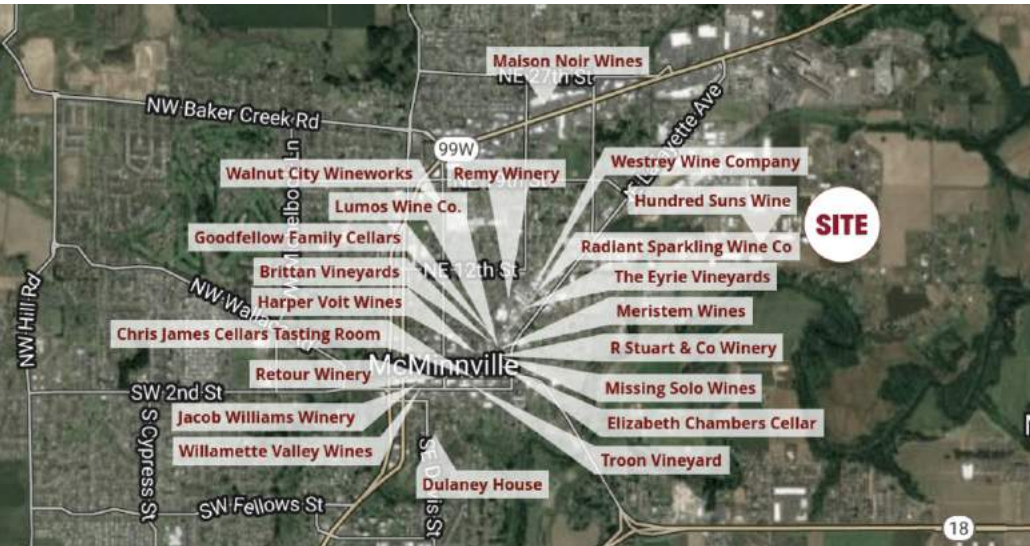 Maison Noir Wines
NE 27th St
NW Baker Creek Rd
99W
Walnut City Wineworks
Remy Winery
Westrey Wine Company
Lumos Wine Co.
Hundred Suns Wine
SITE
Goodfellow Family Cellars
Radiant Sparkling Wine Co
Brittan Vineyards
NE 12th St
The Eyrie Vineyards
Harper Voit Wines
Meristem Wines
NW Hill Rd
Chris James Cellars Tasting Room
McMinnville
R Stuart & Co Winery
Retour Winery
SW 2nd St
Missing Solo Wines
Jacob Williams Winery
Elizabeth Chambers Cellar
S Cypress St
Willamette Valley Wines
Troon Vineyard
Dulaney House
SW Fellows St
18